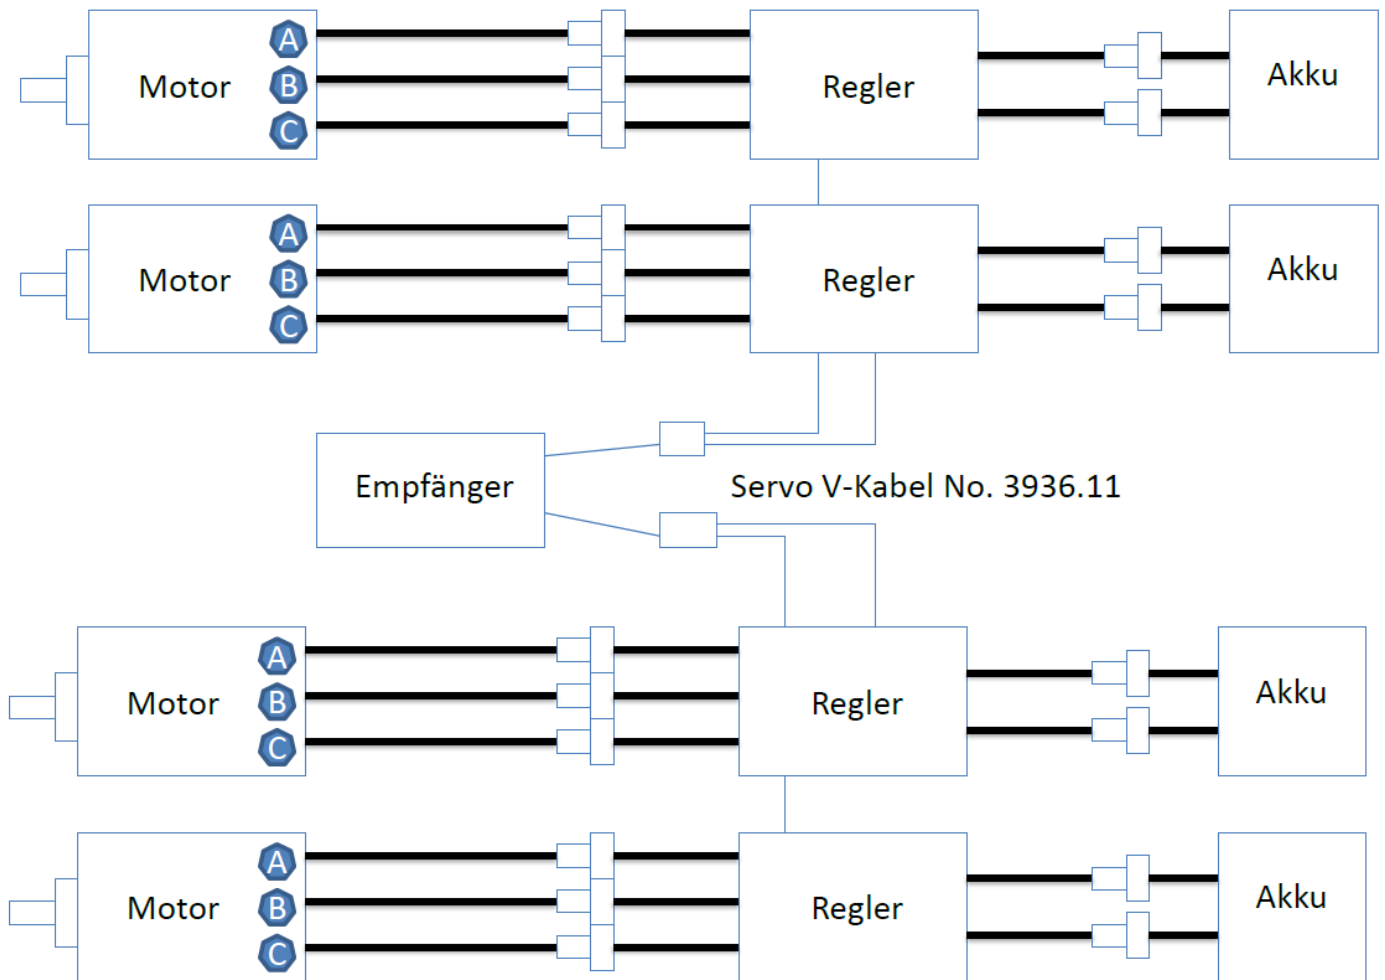 A
B
C
Motor
Regler
Akku
A
B
C
Motor
Regler
Akku
Empfänger
Servo V-Kabel No. 3936.11
A
B
C
Motor
Regler
Akku
A
B
C
Motor
Regler
Akku